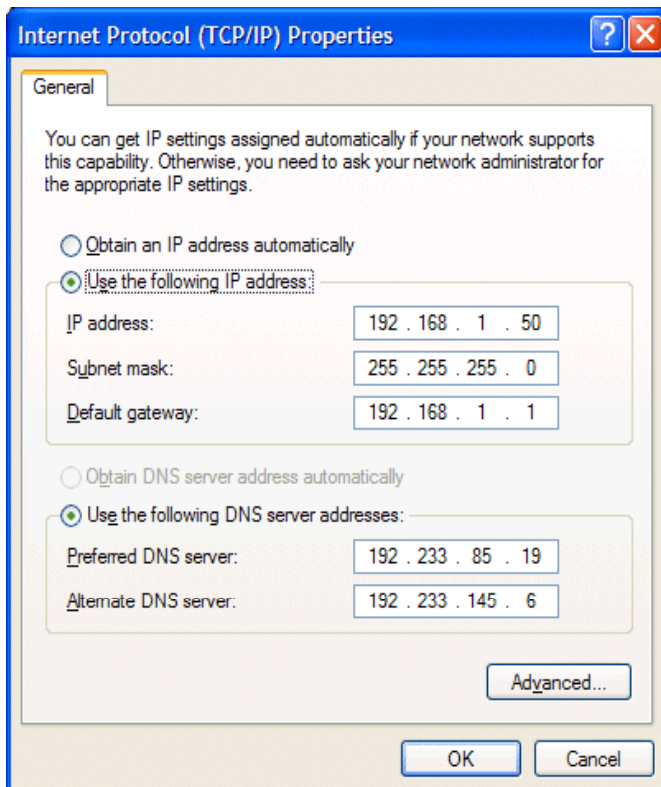 Internet Protocol (TCP/IP) Properties
General
You can get IP settings assigned automatically if your network supports
this capability. Otherwise, you need to ask your network administrator for
the appropriate IP settings.
Obtain an IP address automatically
Use the following IP address:
IP address: 192 . 168 . 1 . 50
Subnet mask: 255 . 255 . 255 . 0
Default gateway: 192 . 168 . 1 . 1
Obtain DNS server address automatically
Use the following DNS server addresses:
Preferred DNS server: 192 . 233 . 85 . 19
Alternate DNS server: 192 . 233 . 145 . 6
Advanced...
OK Cancel